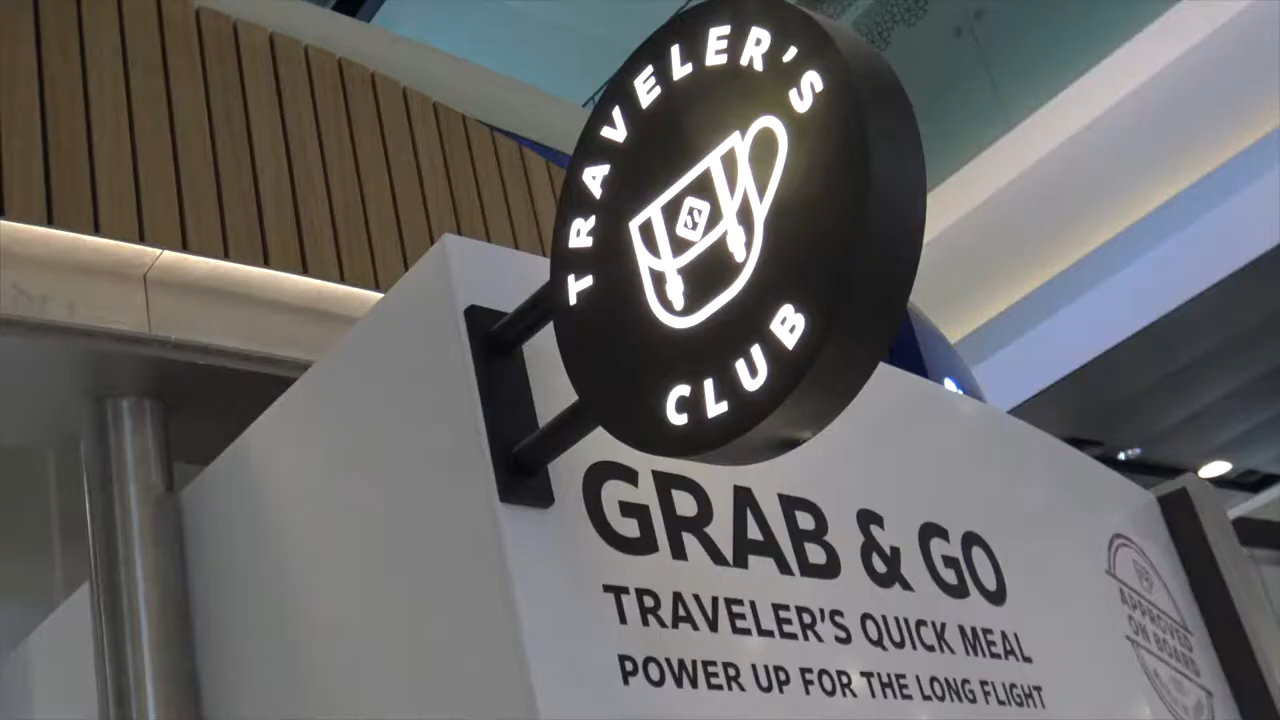 TRAVELER'S
CLUB
GRAB & GO
TRAVELER'S QUICK MEAL
POWER UP FOR THE LONG FLIGHT
APPROVED
ON BOARD